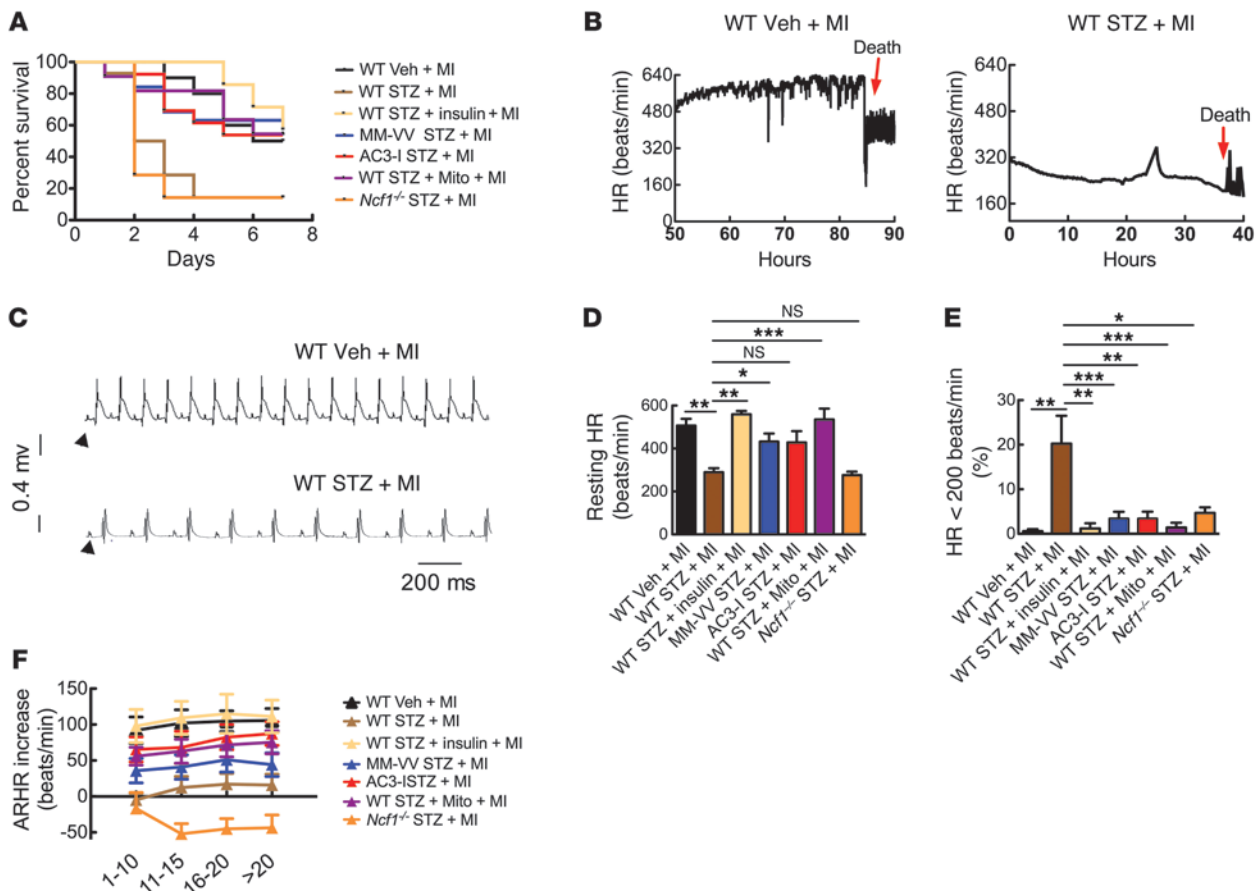 A
Percent survival
100
80
60
40
20
0
0 2 4 6 8
Days
WT Veh + MI
WT STZ + MI
WT STZ + insulin + MI
MM-VV STZ + MI
AC3-I STZ + MI
WT STZ + Mito + MI
Ncf1-/- STZ + MI
B
WT Veh + MI
Death
HR (beats/min)
640
480
320
160
0
50 60 70 80 90
Hours
WT STZ + MI
Death
HR (beats/min)
640
480
320
160
0 10 20 30 40
Hours
C
WT Veh + MI
0.4 mv
WT STZ + MI
200 ms
D
NS
***
NS
*
**
**
Resting HR
(beats/min)
600
400
200
0
WT Veh + MI
WT STZ + MI
WT STZ + insulin + MI
MM-VV STZ + MI
AC3-I STZ + MI
WT STZ + Mito + MI
Ncf1-/- STZ + MI
E
*
***
**
***
**
**
HR < 200 beats/min
(%)
30
20
10
0
WT Veh + MI
WT STZ + MI
WT STZ + insulin + MI
MM-VV STZ + MI
AC3-I STZ + MI
WT STZ + Mito + MI
Ncf1-/- STZ + MI
F
ARHR increase
(beats/min)
150
100
50
0
-50
1-10
11-15
16-20
>20
WT Veh + MI
WT STZ + MI
WT STZ + insulin + MI
MM-VV STZ + MI
AC3-ISTZ + MI
WT STZ + Mito + MI
Ncf1-/- STZ + MI